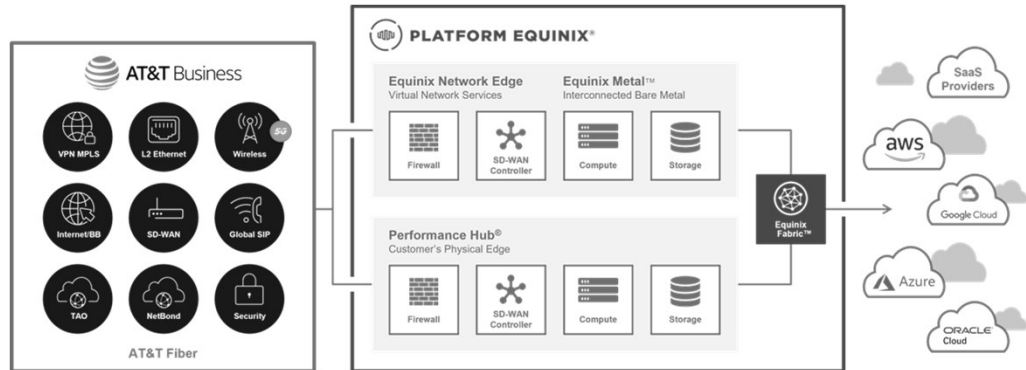 AT&T Business
VPN MPLS
L2 Ethernet
Wireless
5G
Internet/BB
SD-WAN
Global SIP
TAO
NetBond
Security
AT&T Fiber
PLATFORM EQUINIX®
Equinix Network Edge
Virtual Network Services
Equinix Metal™
Interconnected Bare Metal
Firewall
SD-WAN
Controller
Compute
Storage
Performance Hub®
Customer's Physical Edge
Firewall
SD-WAN
Controller
Compute
Storage
Equinix
Fabric™
SaaS
Providers
aws
Google Cloud
Azure
ORACLE
Cloud